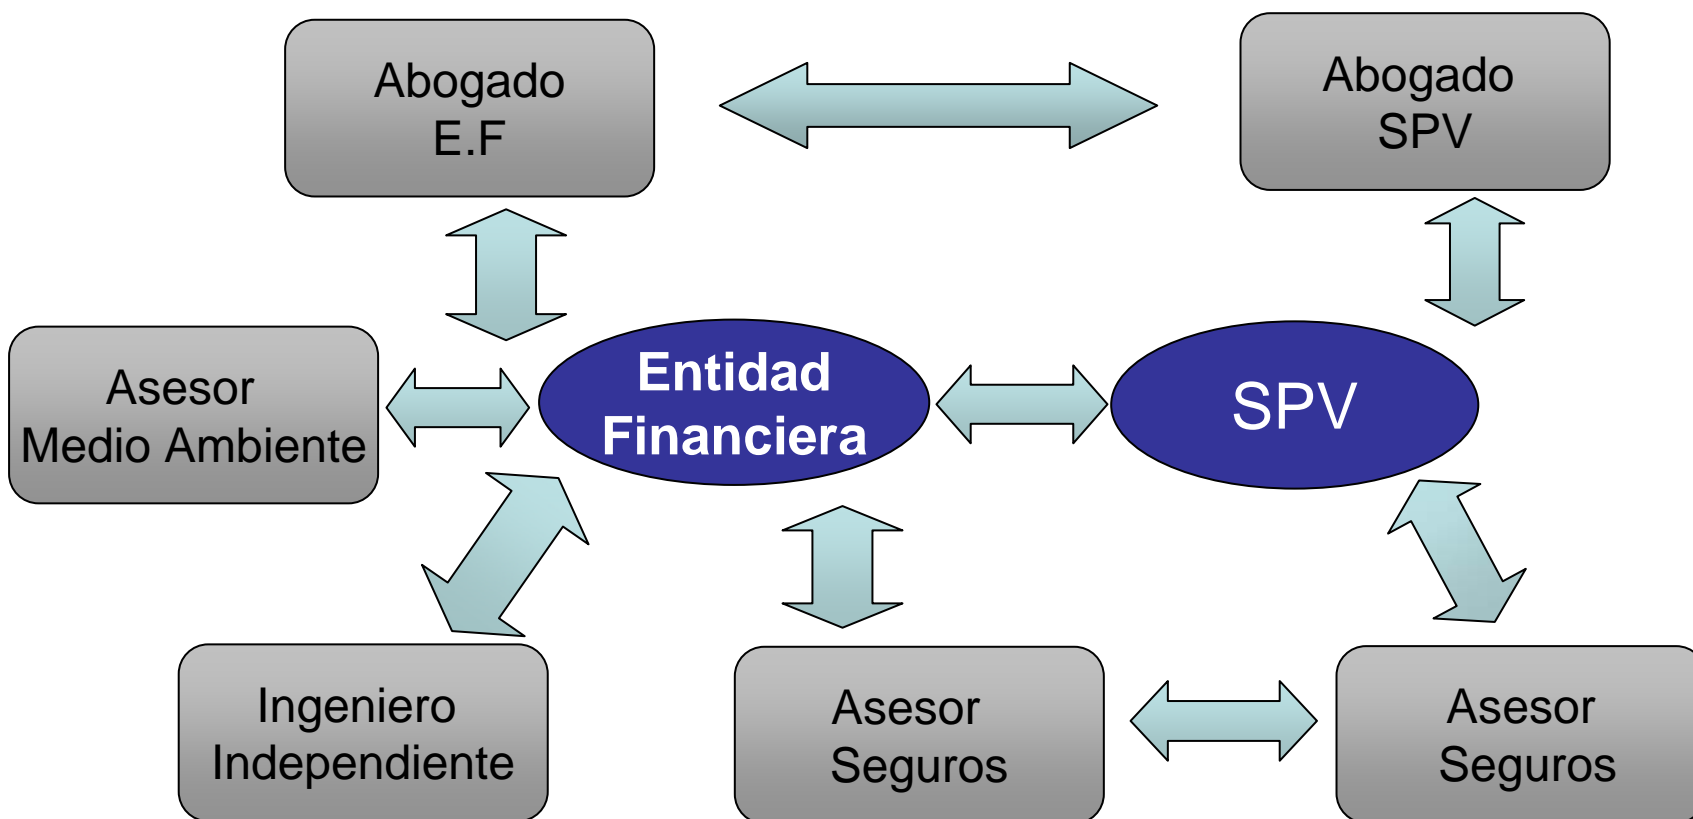 Abogado
E.F
Abogado
SPV
Asesor
Medio Ambiente
Entidad
Financiera
SPV
Ingeniero
Independiente
Asesor
Seguros
Asesor
Seguros